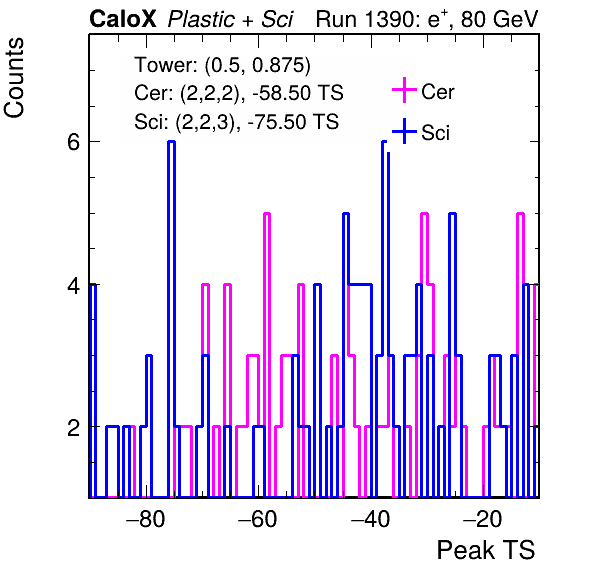 CaloX Plastic + Sci Run 1390: e+, 80 GeV
Counts
Tower: (0.5, 0.875)
Cer: (2,2,2), -58.50 TS
Sci: (2,2,3), -75.50 TS
Cer
Sci
6
4
2
−80 −60 −40 −20
Peak TS